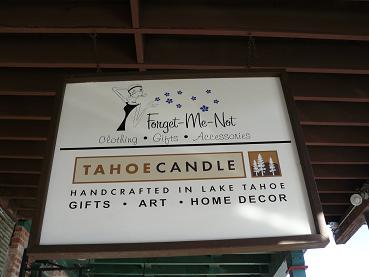 Forget-Me-Not
Clothing • Gifts • Accessories
TAHOE CANDLE
HANDCRAFTED IN LAKE TAHOE
GIFTS • ART • HOME DECOR